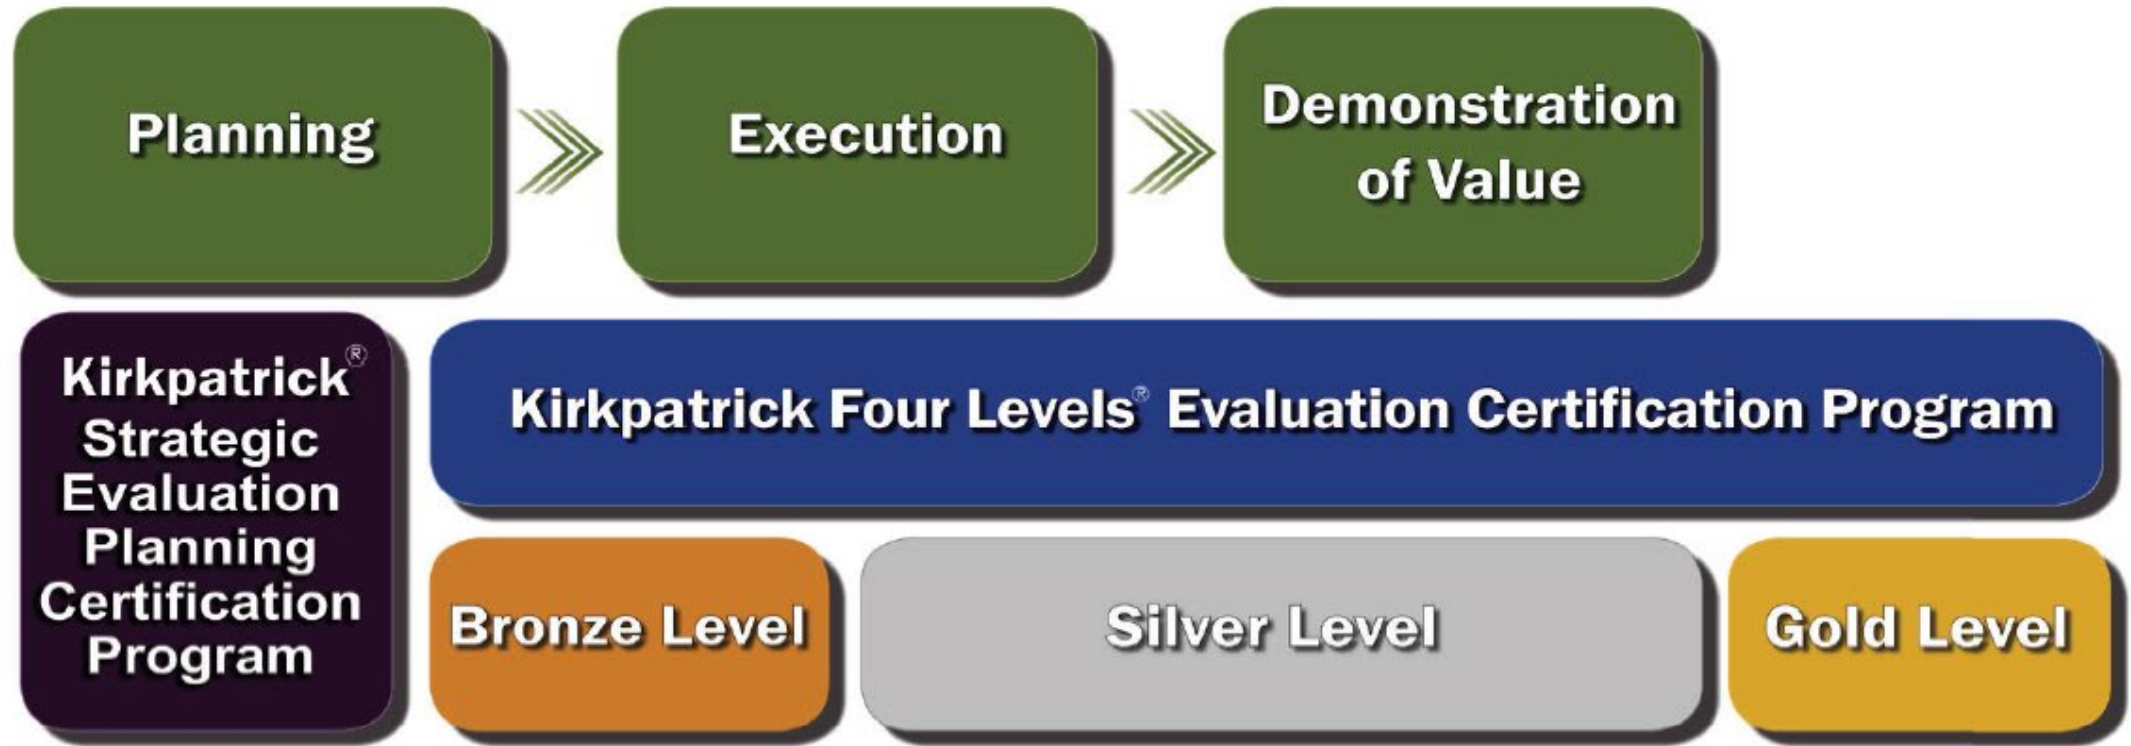 Planning
Execution
Demonstration
of Value
Kirkpatrick®
Strategic
Evaluation
Planning
Certification
Program
Kirkpatrick Four Levels® Evaluation Certification Program
Bronze Level
Silver Level
Gold Level